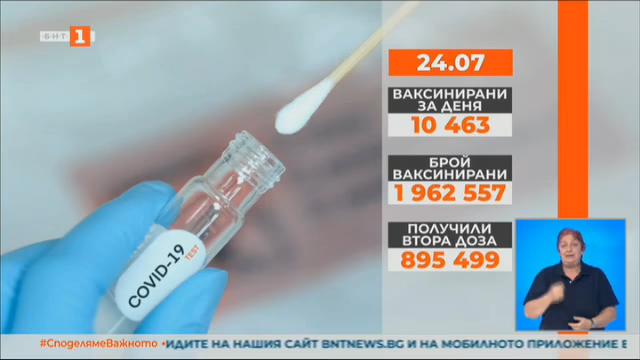 БНТ 1
24.07
ВАКСИНИРАНИ
ЗА ДЕНЯ
10 463
БРОЙ
ВАКСИНИРАНИ
1 962 557
ПОЛУЧИЛИ
ВТОРА ДОЗА
895 499
COVID-19
TEST
#СподелямеВажното • ИДИТЕ НА НАШИЯ САЙТ BNTNEWS.BG И НА МОБИЛНОТО ПРИЛОЖЕНИЕ